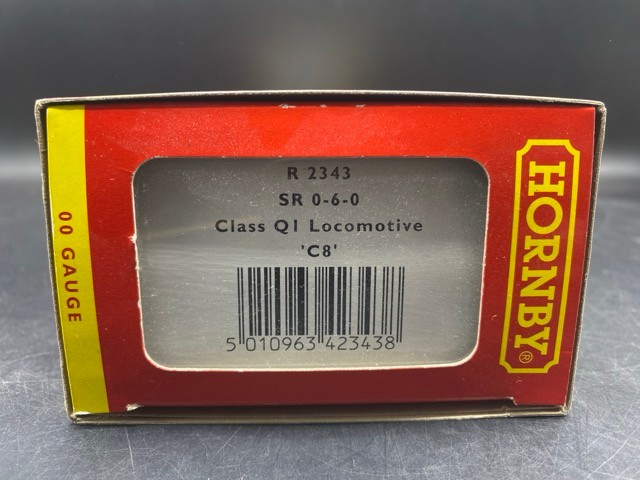 R 2343
SR 0-6-0
Class Q1 Locomotive
'C8'
5 010963 423438
00 GAUGE
HORNBY®